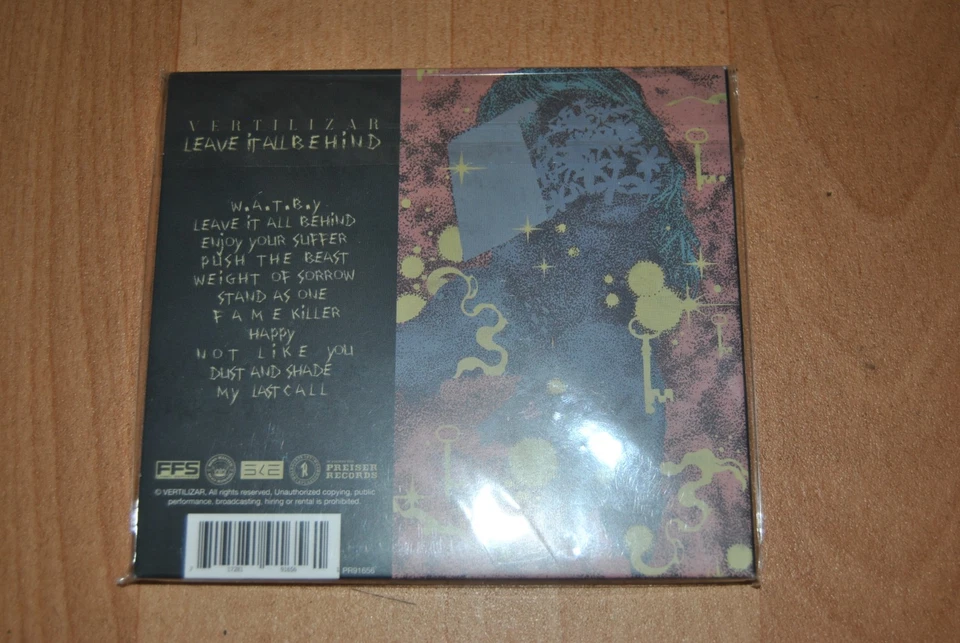 VERTILIZAR
LEAVE iT ALL BEHiND
W.A.T.B.y
LEAVE iT ALL BEHiND
ENjOY YOUR SUFFER
PUSH THE BEAST
WEiGHT OF SORROW
STAND AS ONE
FAME KiLLER
HAPPy
NOT LiKE yOU
DUST AND SHADE
My LAST CALL
FFS
PREISER
RECORDS
© VERTILIZAR, All rights reserved, Unauthorized copying, public
performance, broadcasting, hiring or rental is prohibited.
PR91656